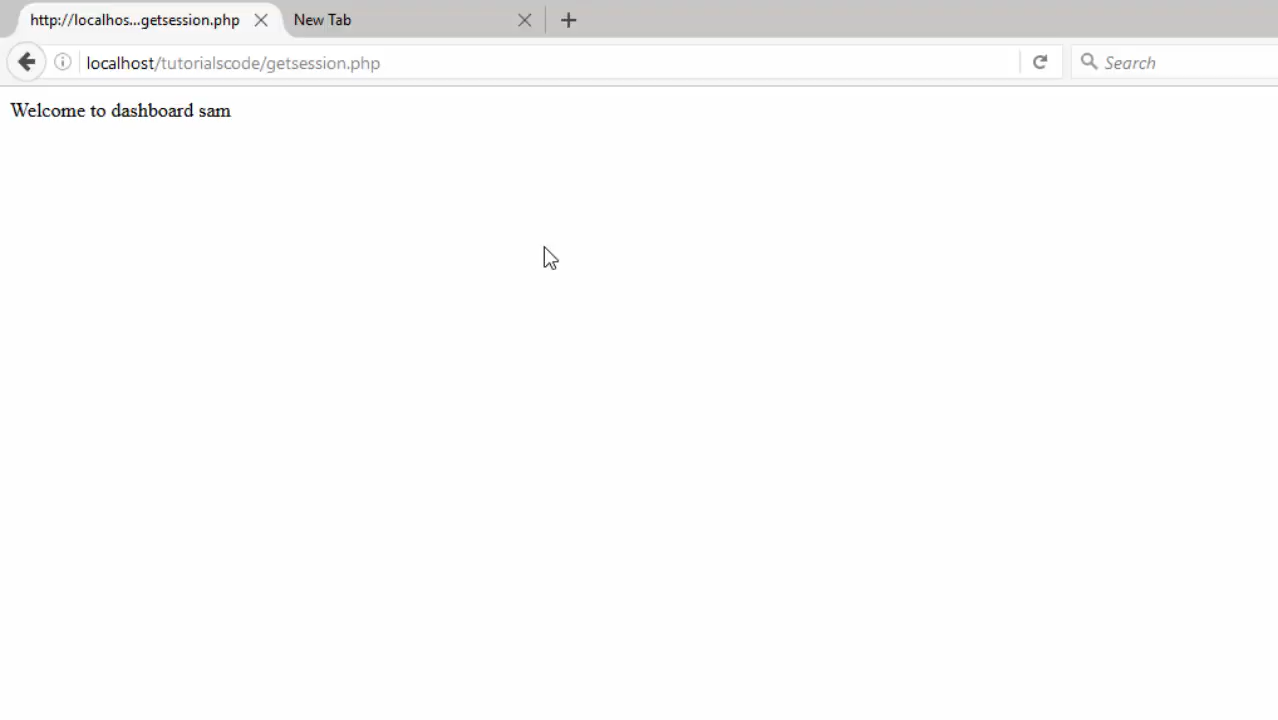 http://localhos...getsession.php
New Tab
localhost/tutorialscode/getsession.php
Search
Welcome to dashboard sam